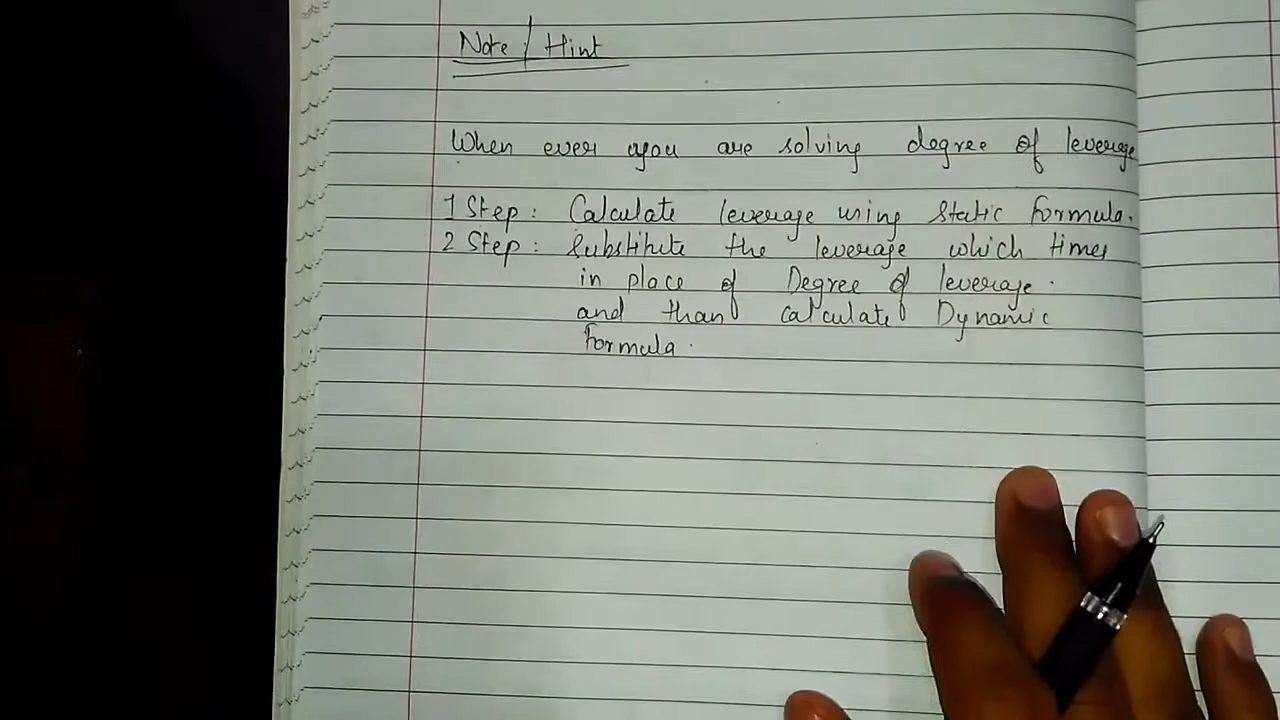 Note / Hint
When ever you are solving degree of leverage
1 Step : Calculate leverage using Static Formula.
2 Step : Substitute the leverage which times
in place of Degree of leverage.
and than calculate Dynamic
Formula.